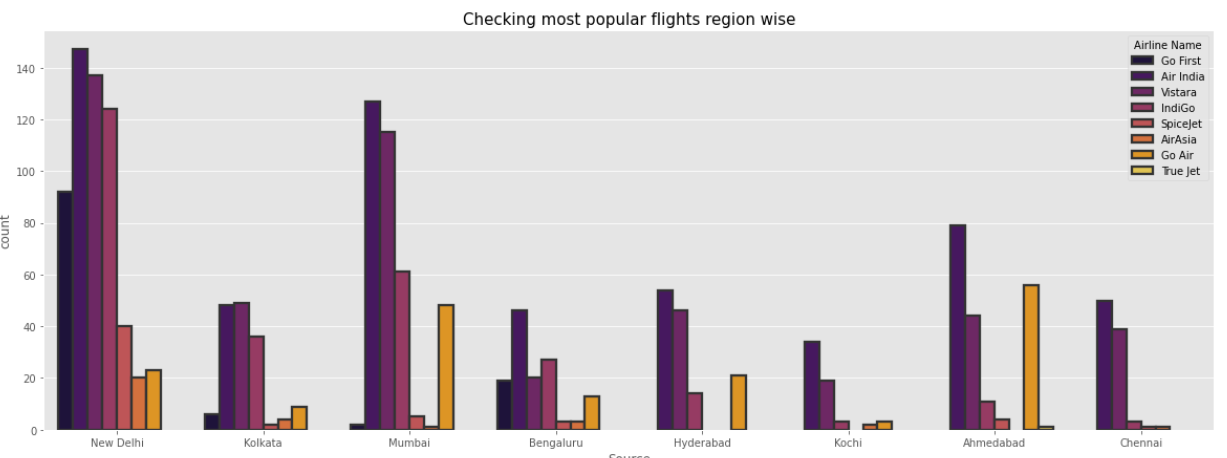 Checking most popular flights region wise
Airline Name
Go First
Air India
Vistara
IndiGo
SpiceJet
AirAsia
Go Air
True Jet
count
140
120
100
80
60
40
20
0
New Delhi
Kolkata
Mumbai
Bengaluru
Hyderabad
Kochi
Ahmedabad
Chennai
Source